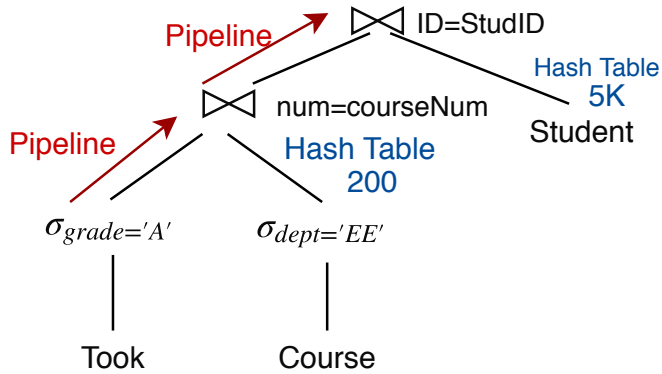 Pipeline
ID=StudID
Hash Table
5K
Student
num=courseNum
Pipeline
Hash Table
200
σgrade='A'
σdept='EE'
Took
Course